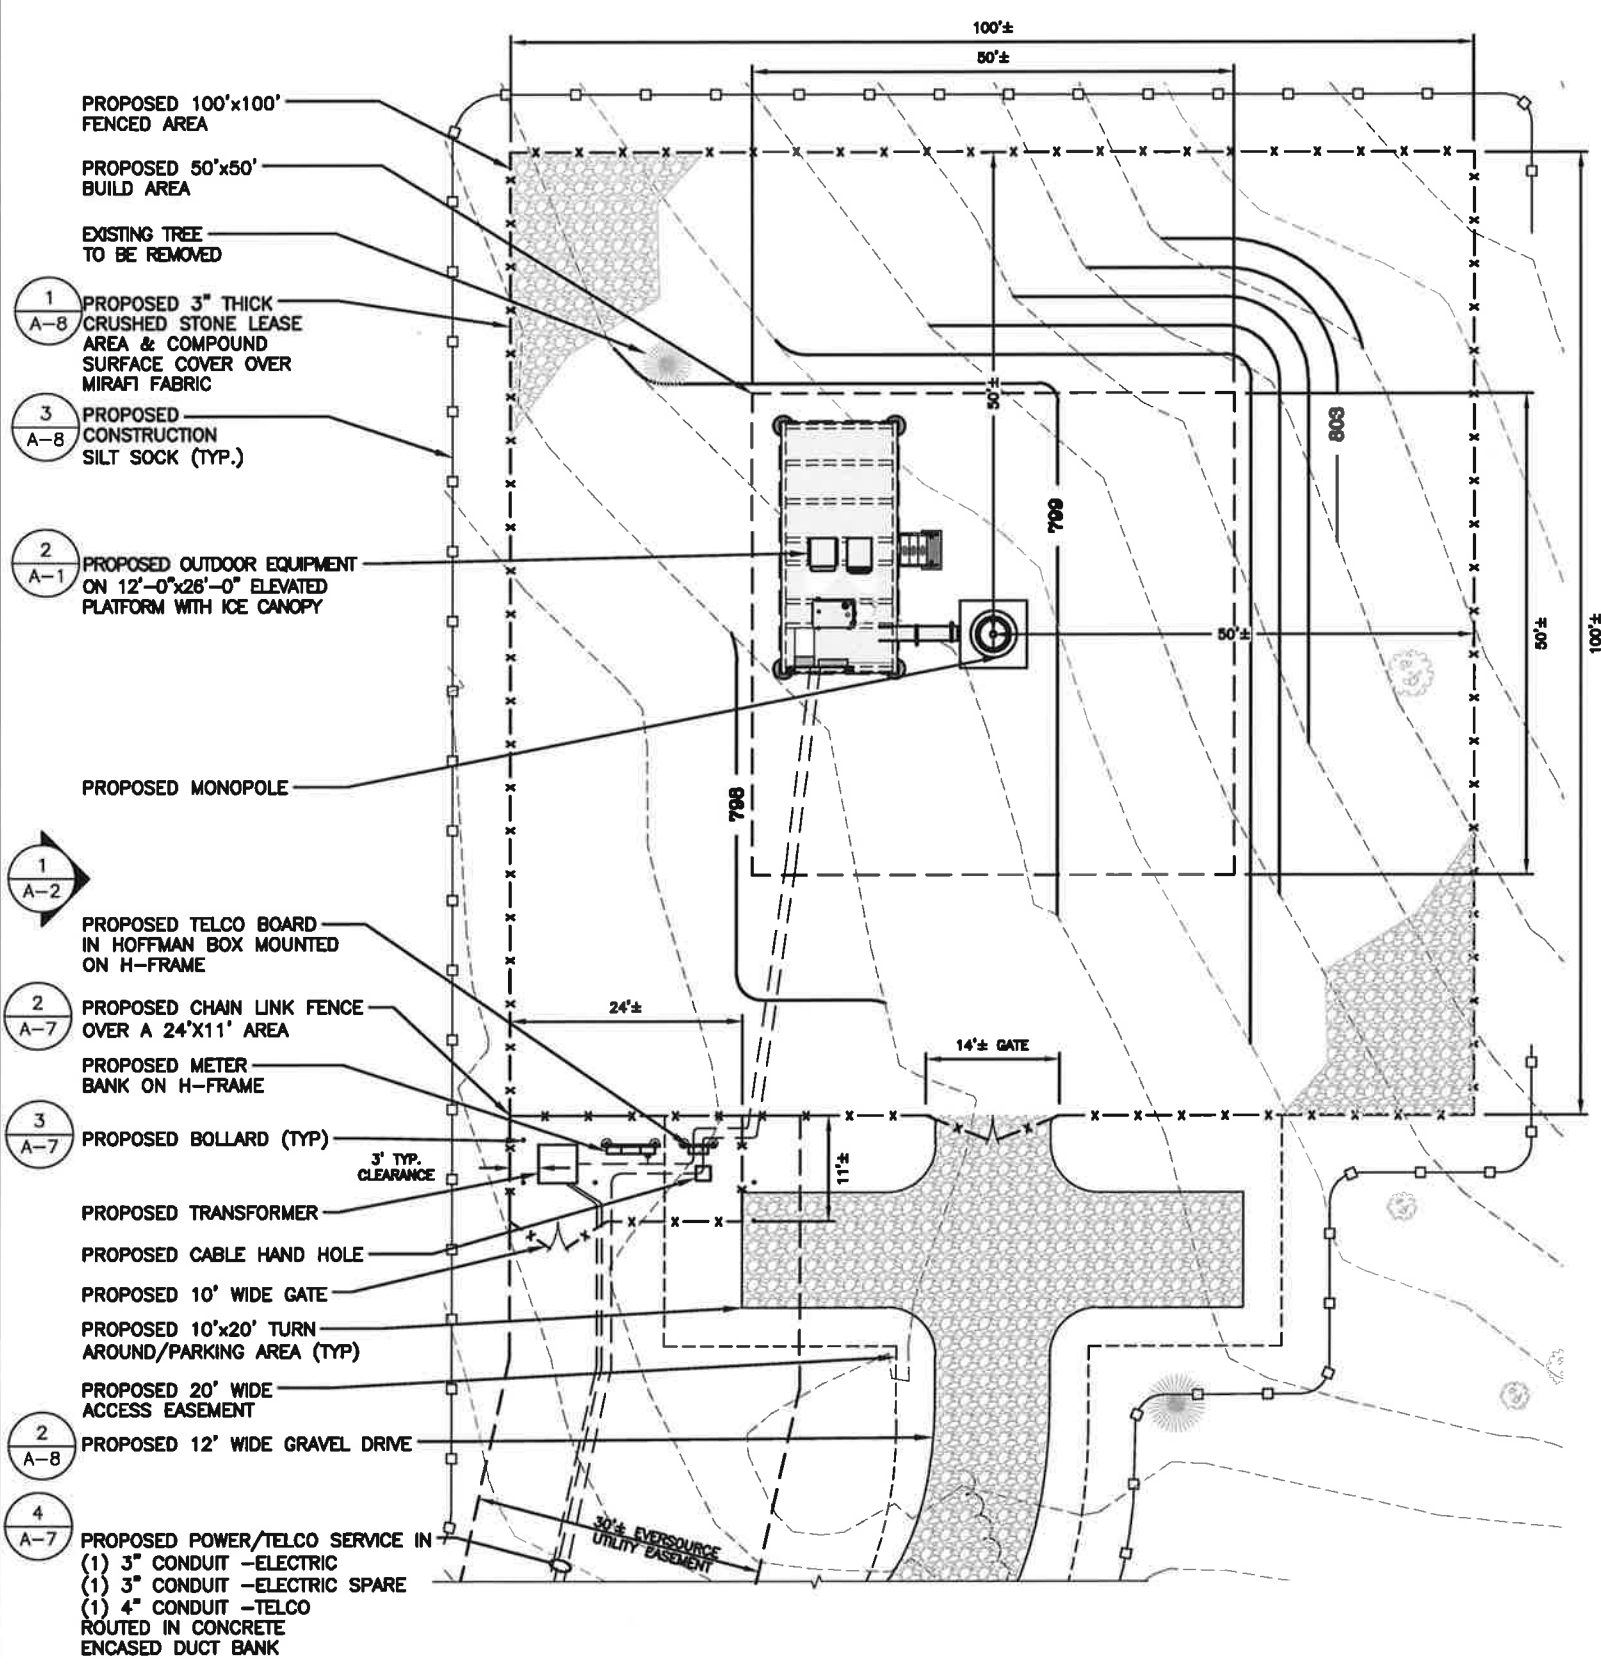 100'±
50'±
PROPOSED 100'x100'
FENCED AREA
PROPOSED 50'x50'
BUILD AREA
EXISTING TREE
TO BE REMOVED
1
A-8
PROPOSED 3" THICK
CRUSHED STONE LEASE
AREA & COMPOUND
SURFACE COVER OVER
MIRAFI FABRIC
3
A-8
PROPOSED
CONSTRUCTION
SILT SOCK (TYP.)
50'±
803
799
2
A-1
PROPOSED OUTDOOR EQUIPMENT
ON 12'-0"x26'-0" ELEVATED
PLATFORM WITH ICE CANOPY
50'±
50'±
100'±
PROPOSED MONOPOLE
798
1
A-2
PROPOSED TELCO BOARD
IN HOFFMAN BOX MOUNTED
ON H-FRAME
2
A-7
PROPOSED CHAIN LINK FENCE
OVER A 24'X11' AREA
24'±
14'± GATE
PROPOSED METER
BANK ON H-FRAME
3
A-7
PROPOSED BOLLARD (TYP)
3' TYP.
CLEARANCE
11'±
PROPOSED TRANSFORMER
PROPOSED CABLE HAND HOLE
PROPOSED 10' WIDE GATE
PROPOSED 10'x20' TURN
AROUND/PARKING AREA (TYP)
PROPOSED 20' WIDE
ACCESS EASEMENT
2
A-8
PROPOSED 12' WIDE GRAVEL DRIVE
4
A-7
PROPOSED POWER/TELCO SERVICE IN
(1) 3" CONDUIT -ELECTRIC
(1) 3" CONDUIT -ELECTRIC SPARE
(1) 4" CONDUIT -TELCO
ROUTED IN CONCRETE
ENCASED DUCT BANK
30'± EVERSOURCE
UTILITY EASEMENT